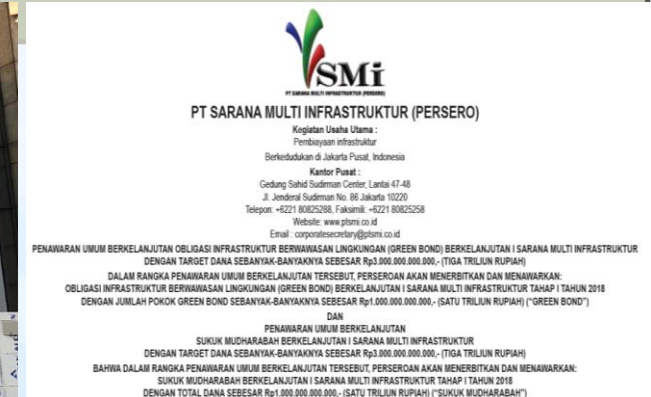 SMi
PT SARANA MULTI INFRASTRUKTUR (PERSERO)
PT SARANA MULTI INFRASTRUKTUR (PERSERO)
Kegiatan Usaha Utama :
Pembiayaan infrastruktur
Berkedudukan di Jakarta Pusat, Indonesia
Kantor Pusat :
Gedung Sahid Sudirman Center, Lantai 47-48
Jl. Jenderal Sudirman No. 86 Jakarta 10220
Telepon: +6221 80825288, Faksimili: +6221 80825258
Website: www.ptsmi.co.id
Email : corporatesecretary@ptsmi.co.id
PENAWARAN UMUM BERKELANJUTAN OBLIGASI INFRASTRUKTUR BERWAWASAN LINGKUNGAN (GREEN BOND) BERKELANJUTAN I SARANA MULTI INFRASTRUKTUR
DENGAN TARGET DANA SEBANYAK-BANYAKNYA SEBESAR Rp3.000.000.000.000,- (TIGA TRILIUN RUPIAH)
DALAM RANGKA PENAWARAN UMUM BERKELANJUTAN TERSEBUT, PERSEROAN AKAN MENERBITKAN DAN MENAWARKAN:
OBLIGASI INFRASTRUKTUR BERWAWASAN LINGKUNGAN (GREEN BOND) BERKELANJUTAN I SARANA MULTI INFRASTRUKTUR TAHAP I TAHUN 2018
DENGAN JUMLAH POKOK GREEN BOND SEBANYAK-BANYAKNYA SEBESAR Rp1.000.000.000.000,- (SATU TRILIUN RUPIAH) ("GREEN BOND")
DAN
PENAWARAN UMUM BERKELANJUTAN
SUKUK MUDHARABAH BERKELANJUTAN I SARANA MULTI INFRASTRUKTUR
DENGAN TARGET DANA SEBANYAK-BANYAKNYA SEBESAR Rp3.000.000.000.000,- (TIGA TRILIUN RUPIAH)
BAHWA DALAM RANGKA PENAWARAN UMUM BERKELANJUTAN TERSEBUT, PERSEROAN AKAN MENERBITKAN DAN MENAWARKAN:
SUKUK MUDHARABAH BERKELANJUTAN I SARANA MULTI INFRASTRUKTUR TAHAP I TAHUN 2018
DENGAN TOTAL DANA SEBESAR Rp1.000.000.000.000,- (SATU TRILIUN RUPIAH) ("SUKUK MUDHARABAH")